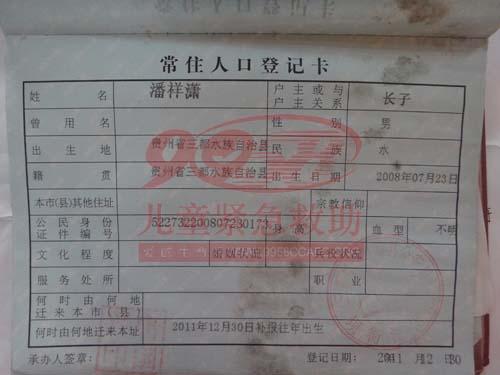 常住人口登记卡
姓名 潘祥潇 户主或与户主关系 长子
曾用名 性别 男
出生地 贵州省三都水族自治县 民族 水
籍贯 贵州省三都水族自治县 出生日期 2008年07月23日
本市(县)其他住址 宗教信仰
公民身份证件编号 522732200807230173 身高 血型 不明
文化程度 婚姻状况 兵役状况
服务处所 职业
何时由何地迁来本市(县)
何时由何地迁来本址 2011年12月30日补报往年出生
承办人签章: 登记日期: 2011 12 30
儿童紧急救助